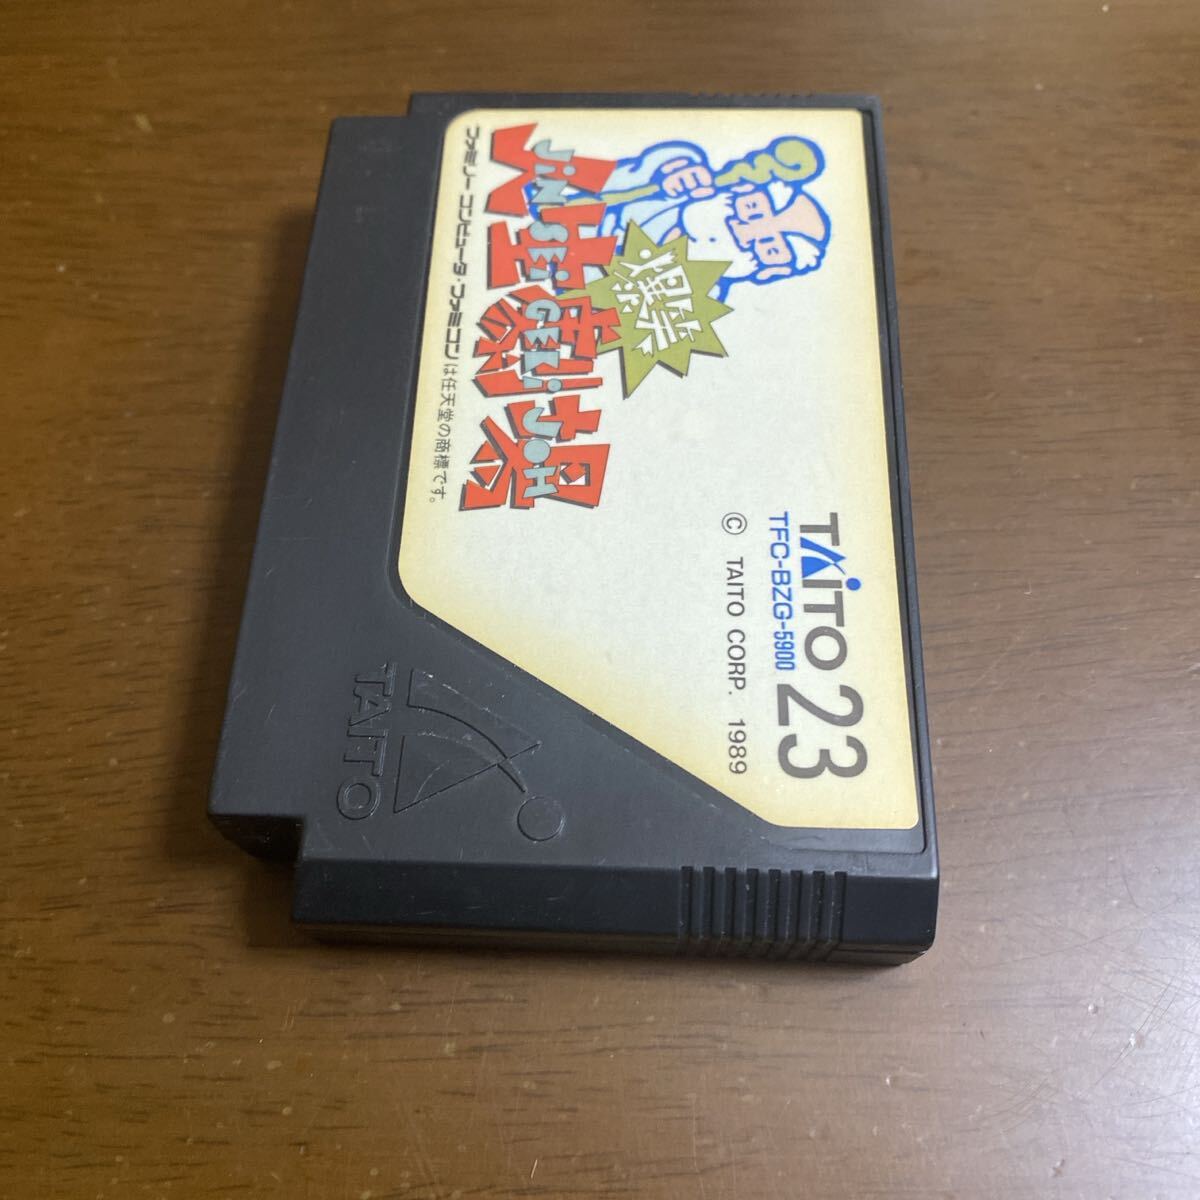 TAITO 23
TFC-BZG-5900
© TAITO CORP. 1989
爆笑
人生劇場
JINSEI GEKIJOH
ファミリーコンピュータ・ファミコンは任天堂の商標です。
TAITO